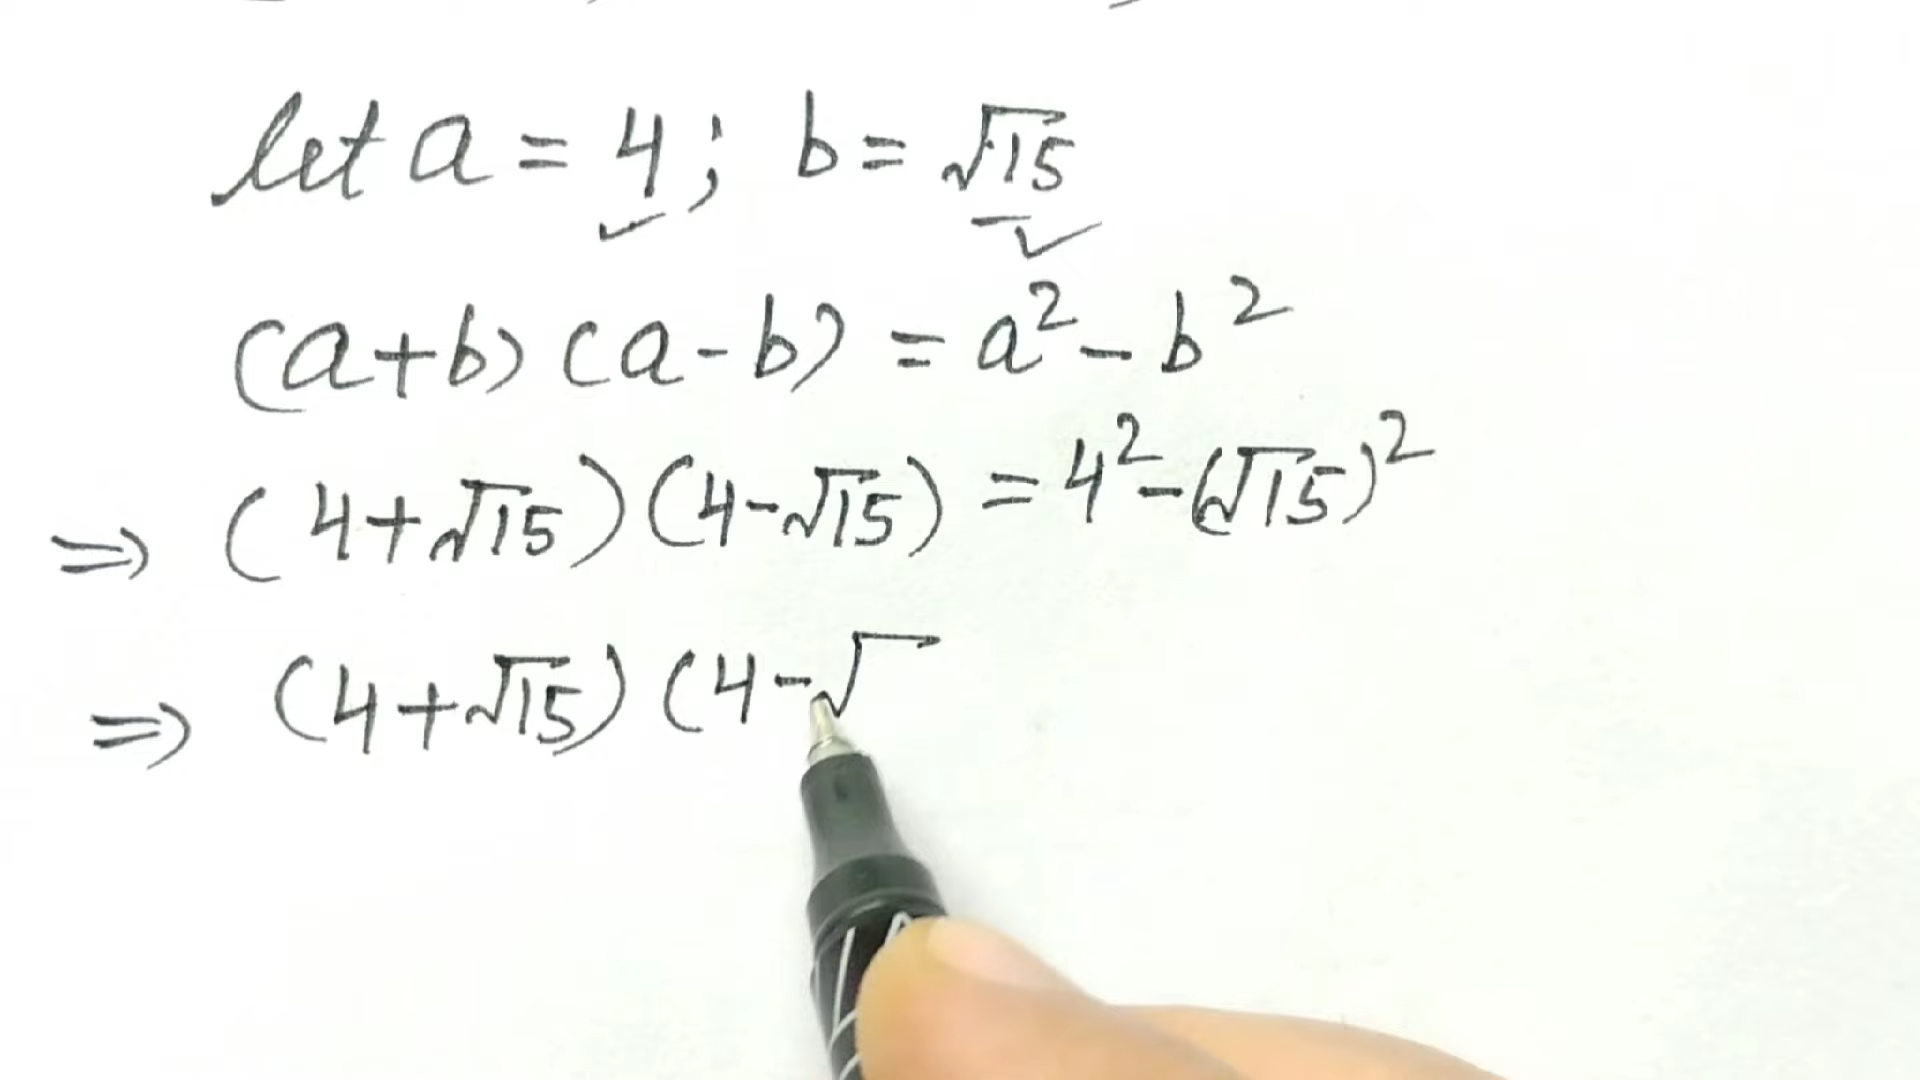 let a = 4; b = √15
(a+b)(a-b) = a² - b²
⇒ (4+√15)(4-√15) = 4² - (√15)²
⇒ (4+√15)(4-√